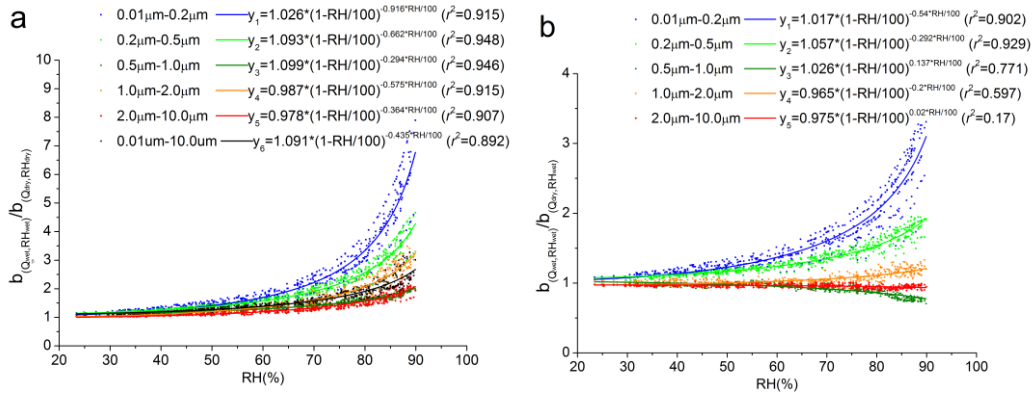 a
0.01μm-0.2μm y1=1.026*(1-RH/100)^-0.916*RH/100 (r²=0.915)
0.2μm-0.5μm y2=1.093*(1-RH/100)^-0.662*RH/100 (r²=0.948)
0.5μm-1.0μm y3=1.099*(1-RH/100)^-0.294*RH/100 (r²=0.946)
1.0μm-2.0μm y4=0.987*(1-RH/100)^-0.575*RH/100 (r²=0.915)
2.0μm-10.0μm y5=0.978*(1-RH/100)^-0.364*RH/100 (r²=0.907)
0.01um-10.0um y6=1.091*(1-RH/100)^-0.435*RH/100 (r²=0.892)
b(Qwet,RHwet)/b(Qdry,RHdry)
10
9
8
7
6
5
4
3
2
1
0
20 30 40 50 60 70 80 90 100
RH(%)
b
0.01μm-0.2μm y1=1.017*(1-RH/100)^-0.54*RH/100 (r²=0.902)
0.2μm-0.5μm y2=1.057*(1-RH/100)^-0.292*RH/100 (r²=0.929)
0.5μm-1.0μm y3=1.026*(1-RH/100)^0.137*RH/100 (r²=0.771)
1.0μm-2.0μm y4=0.965*(1-RH/100)^-0.2*RH/100 (r²=0.597)
2.0μm-10.0μm y5=0.975*(1-RH/100)^0.02*RH/100 (r²=0.17)
b(Qwet,RHwet)/b(Qdry,RHwet)
4
3
2
1
0
20 30 40 50 60 70 80 90 100
RH(%)